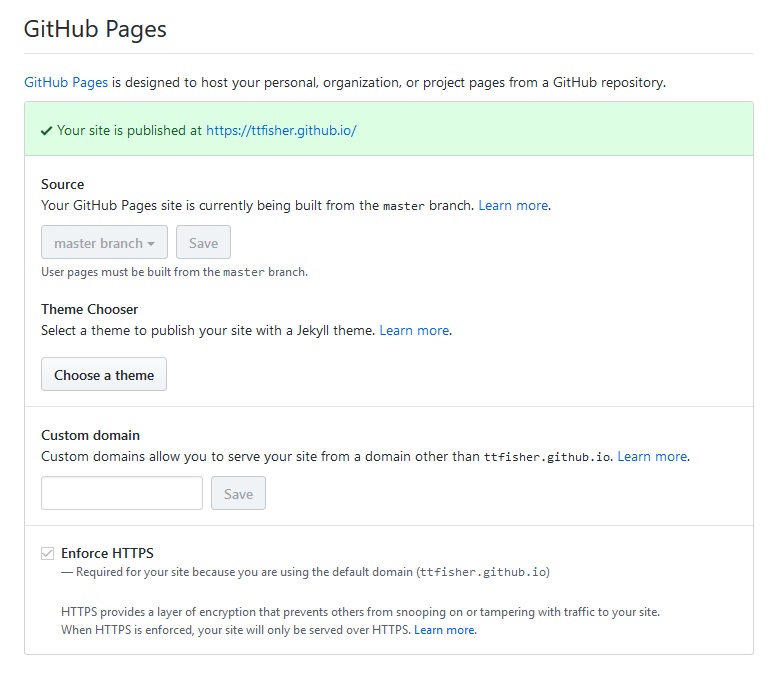 GitHub Pages
GitHub Pages is designed to host your personal, organization, or project pages from a GitHub repository.
Your site is published at https://ttfisher.github.io/
Source
Your GitHub Pages site is currently being built from the master branch. Learn more.
master branch Save
User pages must be built from the master branch.
Theme Chooser
Select a theme to publish your site with a Jekyll theme. Learn more.
Choose a theme
Custom domain
Custom domains allow you to serve your site from a domain other than ttfisher.github.io. Learn more.
Save
Enforce HTTPS
— Required for your site because you are using the default domain (ttfisher.github.io)
HTTPS provides a layer of encryption that prevents others from snooping on or tampering with traffic to your site.
When HTTPS is enforced, your site will only be served over HTTPS. Learn more.